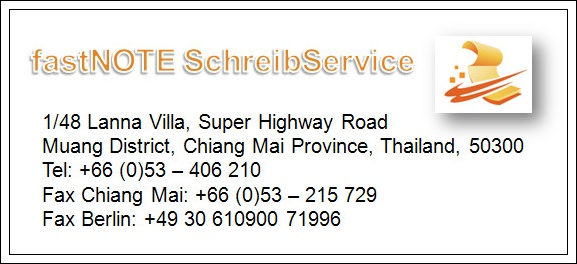 fastNOTE SchreibService
1/48 Lanna Villa, Super Highway Road
Muang District, Chiang Mai Province, Thailand, 50300
Tel: +66 (0)53 – 406 210
Fax Chiang Mai: +66 (0)53 – 215 729
Fax Berlin: +49 30 610900 71996